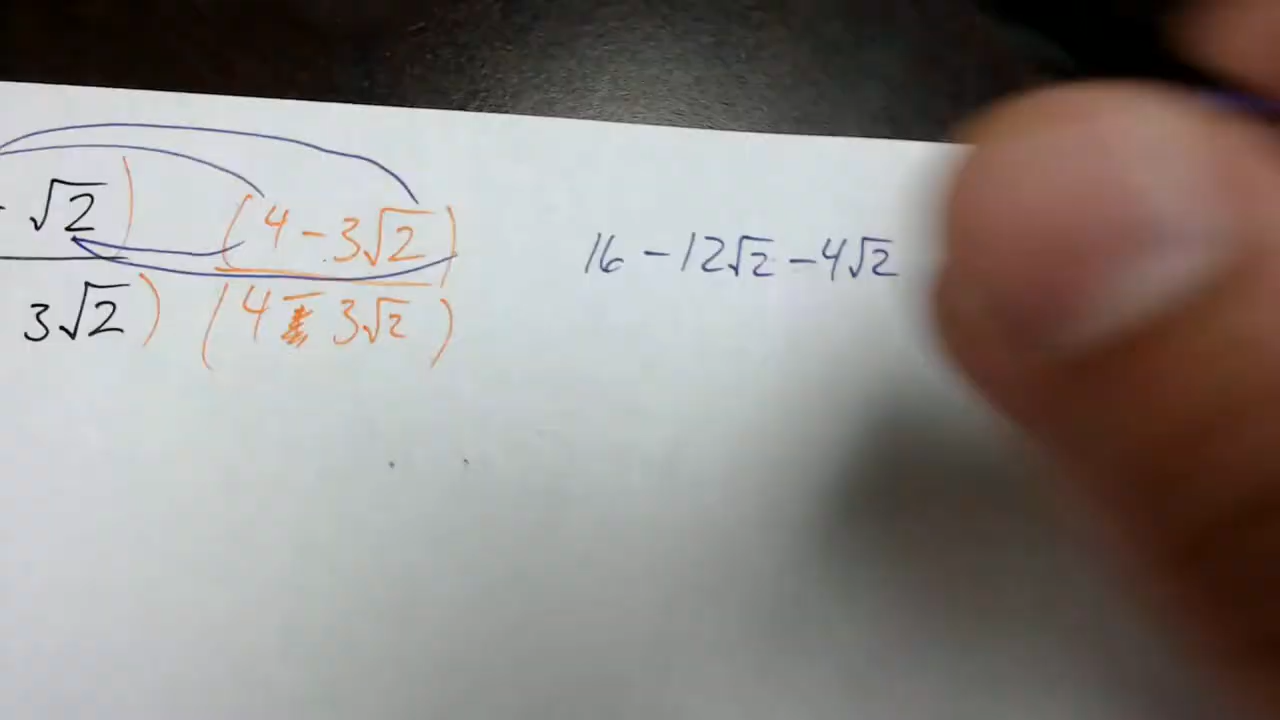 - √2) (4 - 3√2) 16 - 12√2 - 4√2
3√2) (4 - 3√2)